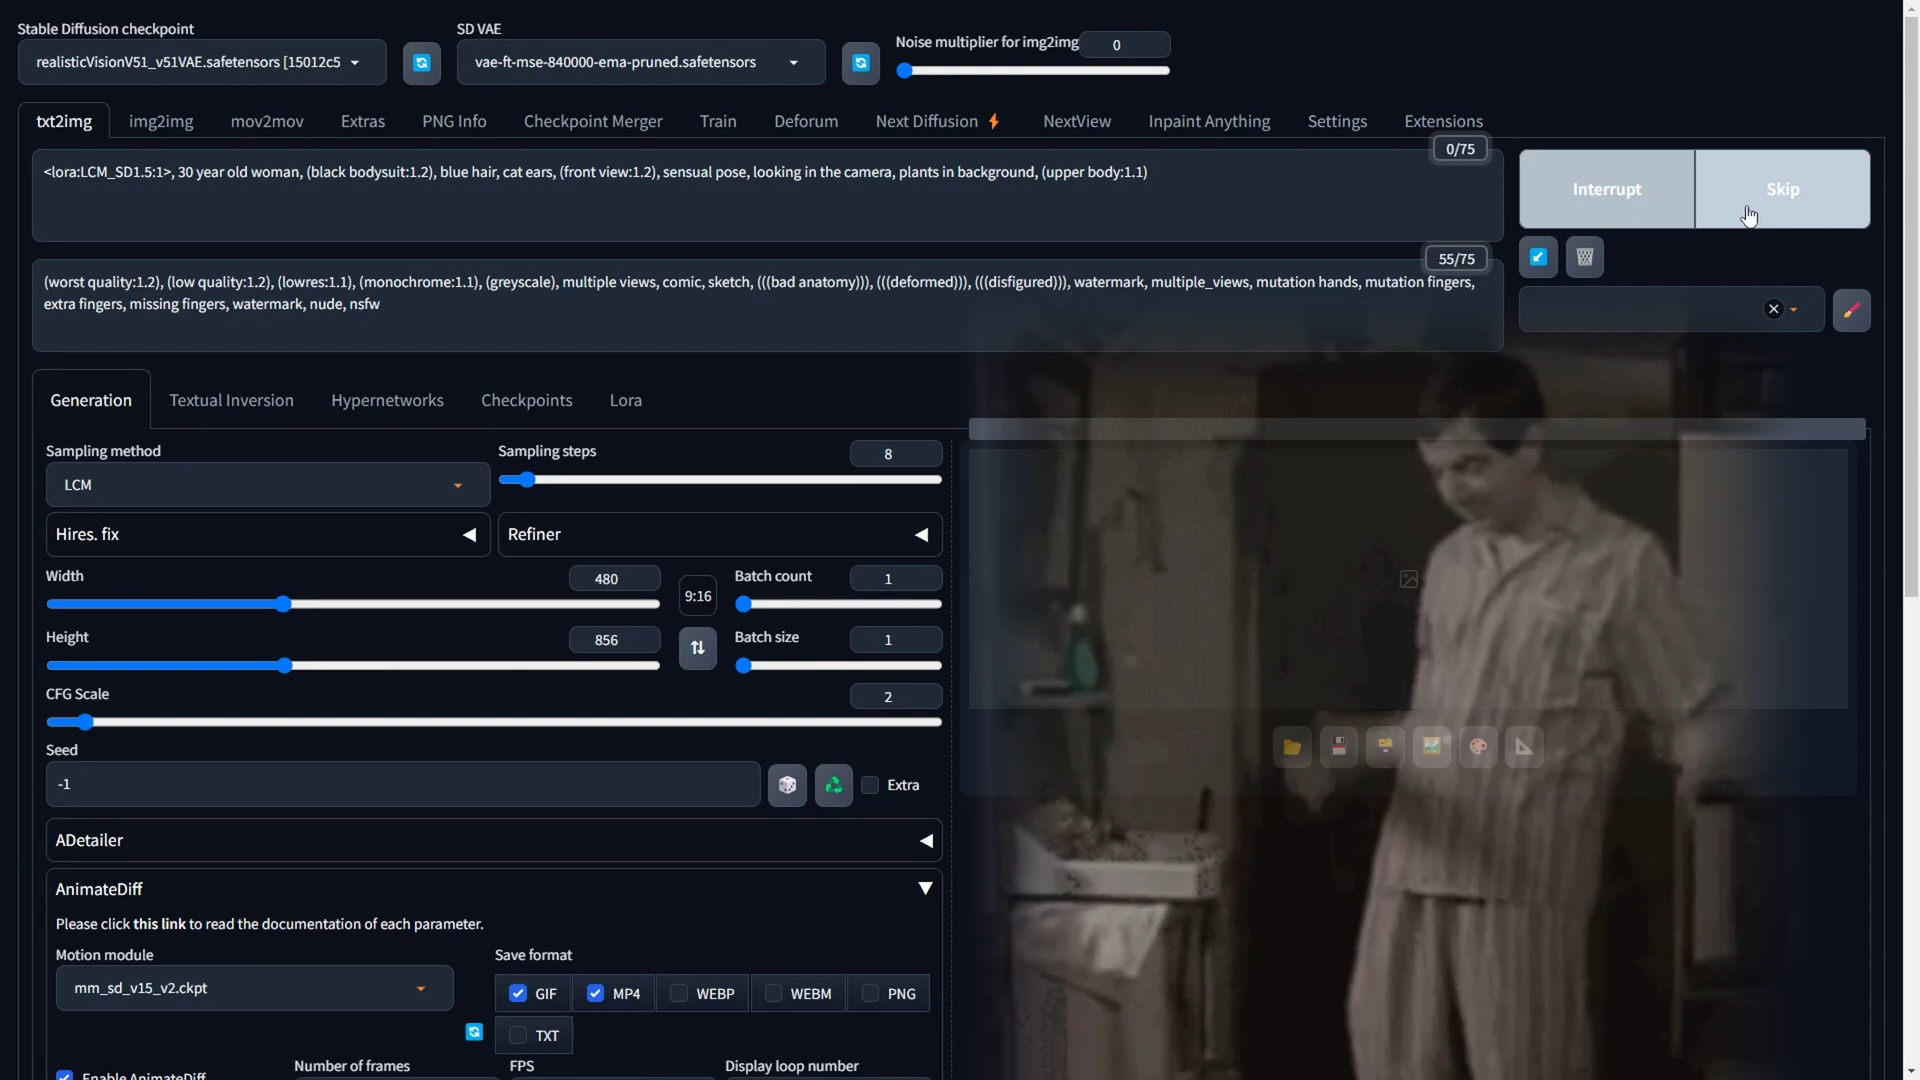 Stable Diffusion checkpoint
SD VAE
Noise multiplier for img2img
0
realisticVisionV51_v51VAE.safetensors [15012c5
vae-ft-mse-840000-ema-pruned.safetensors
txt2img
img2img
mov2mov
Extras
PNG Info
Checkpoint Merger
Train
Deforum
Next Diffusion
NextView
Inpaint Anything
Settings
Extensions
0/75
<lora:LCM_SD1.5:1>, 30 year old woman, (black bodysuit:1.2), blue hair, cat ears, (front view:1.2), sensual pose, looking in the camera, plants in background, (upper body:1.1)
Interrupt
Skip
55/75
(worst quality:1.2), (low quality:1.2), (lowres:1.1), (monochrome:1.1), (greyscale), multiple views, comic, sketch, (((bad anatomy))), (((deformed))), (((disfigured))), watermark, multiple_views, mutation hands, mutation fingers,
extra fingers, missing fingers, watermark, nude, nsfw
Generation
Textual Inversion
Hypernetworks
Checkpoints
Lora
Sampling method
Sampling steps
8
LCM
Hires. fix
Refiner
Width
480
9:16
Batch count
1
Height
856
Batch size
1
CFG Scale
2
Seed
-1
Extra
ADetailer
AnimateDiff
Please click this link to read the documentation of each parameter.
Motion module
Save format
mm_sd_v15_v2.ckpt
GIF
MP4
WEBP
WEBM
PNG
TXT
Enable AnimateDiff
Number of frames
FPS
Display loop number